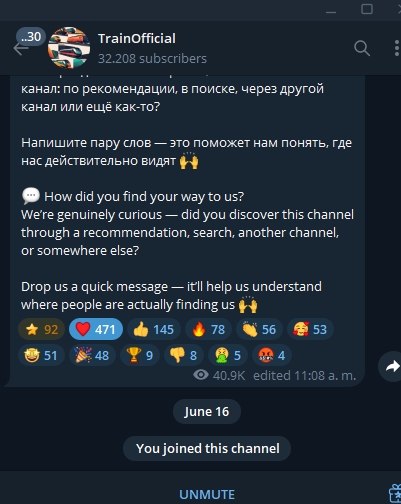 ..30
TrainOfficial
32.208 subscribers
канал: по рекомендации, в поиске, через другой
канал или ещё как-то?
Напишите пару слов — это поможет нам понять, где
нас действительно видят 🙌
💬 How did you find your way to us?
We’re genuinely curious — did you discover this channel
through a recommendation, search, another channel,
or somewhere else?
Drop us a quick message — it’ll help us understand
where people are actually finding us 🙌
⭐ 92 ❤️ 471 👍 145 🔥 78 👏 56 🥰 53
🤩 51 🎉 48 🏆 9 👎 8 🤮 5 🤬 4
40.9K edited 11:08 a. m.
June 16
You joined this channel
UNMUTE